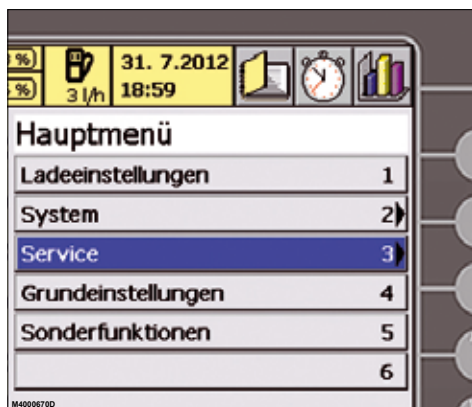 %)
31. 7.2012
%)
3 l/h
18:59
Hauptmenü
Ladeeinstellungen 1
System 2
Service 3
Grundeinstellungen 4
Sonderfunktionen 5
6
M4000670D